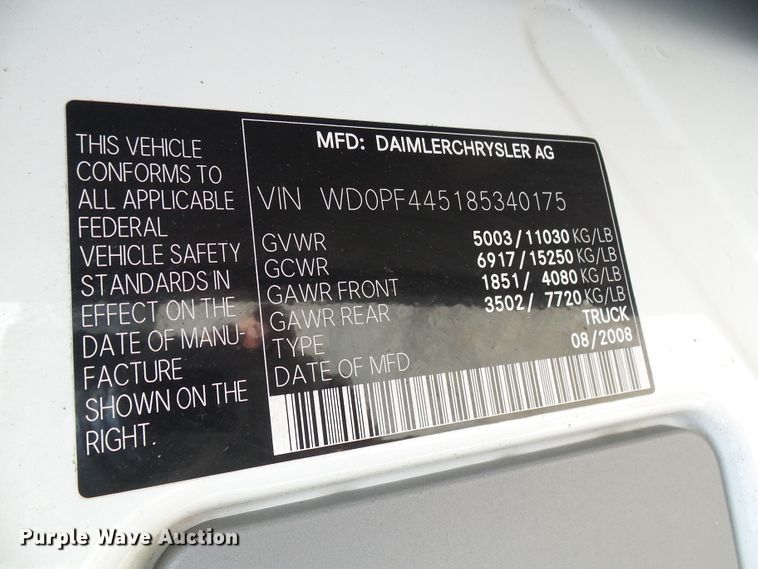 THIS VEHICLE
CONFORMS TO
ALL APPLICABLE
FEDERAL
VEHICLE SAFETY
STANDARDS IN
EFFECT ON THE
DATE OF MANU-
FACTURE
SHOWN ON THE
RIGHT.
MFD: DAIMLERCHRYSLER AG
VIN WD0PF445185340175
GVWR 5003/11030 KG/LB
GCWR 6917/15250 KG/LB
GAWR FRONT 1851/ 4080 KG/LB
GAWR REAR 3502/ 7720 KG/LB
TYPE TRUCK
DATE OF MFD 08/2008
Purple Wave Auction